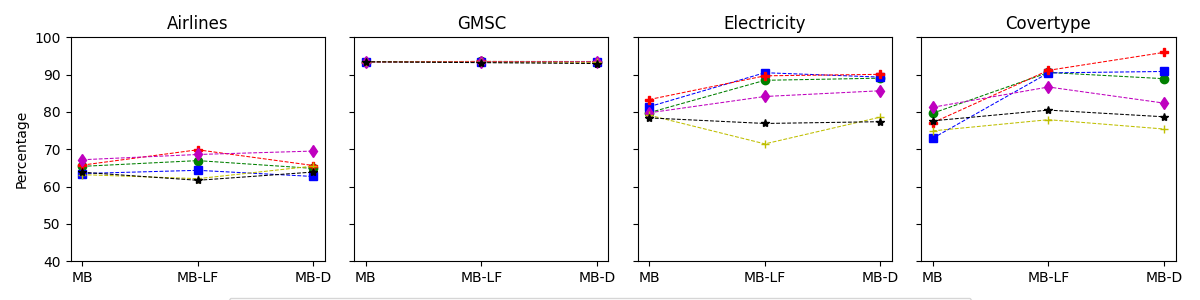 Airlines GMSC Electricity Covertype
100
90
80
70
60
50
40
Percentage
MB MB-LF MB-D MB MB-LF MB-D MB MB-LF MB-D MB MB-LF MB-D